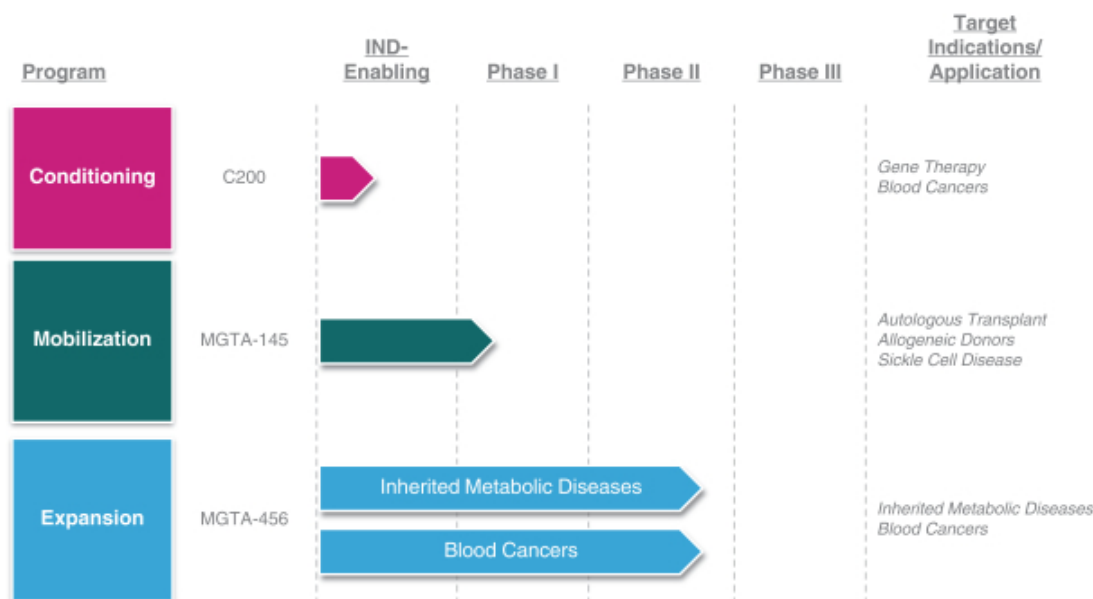 Program
IND-
Enabling
Phase I
Phase II
Phase III
Target
Indications/
Application
Conditioning
C200
Gene Therapy
Blood Cancers
Mobilization
MGTA-145
Autologous Transplant
Allogeneic Donors
Sickle Cell Disease
Expansion
MGTA-456
Inherited Metabolic Diseases
Blood Cancers
Inherited Metabolic Diseases
Blood Cancers